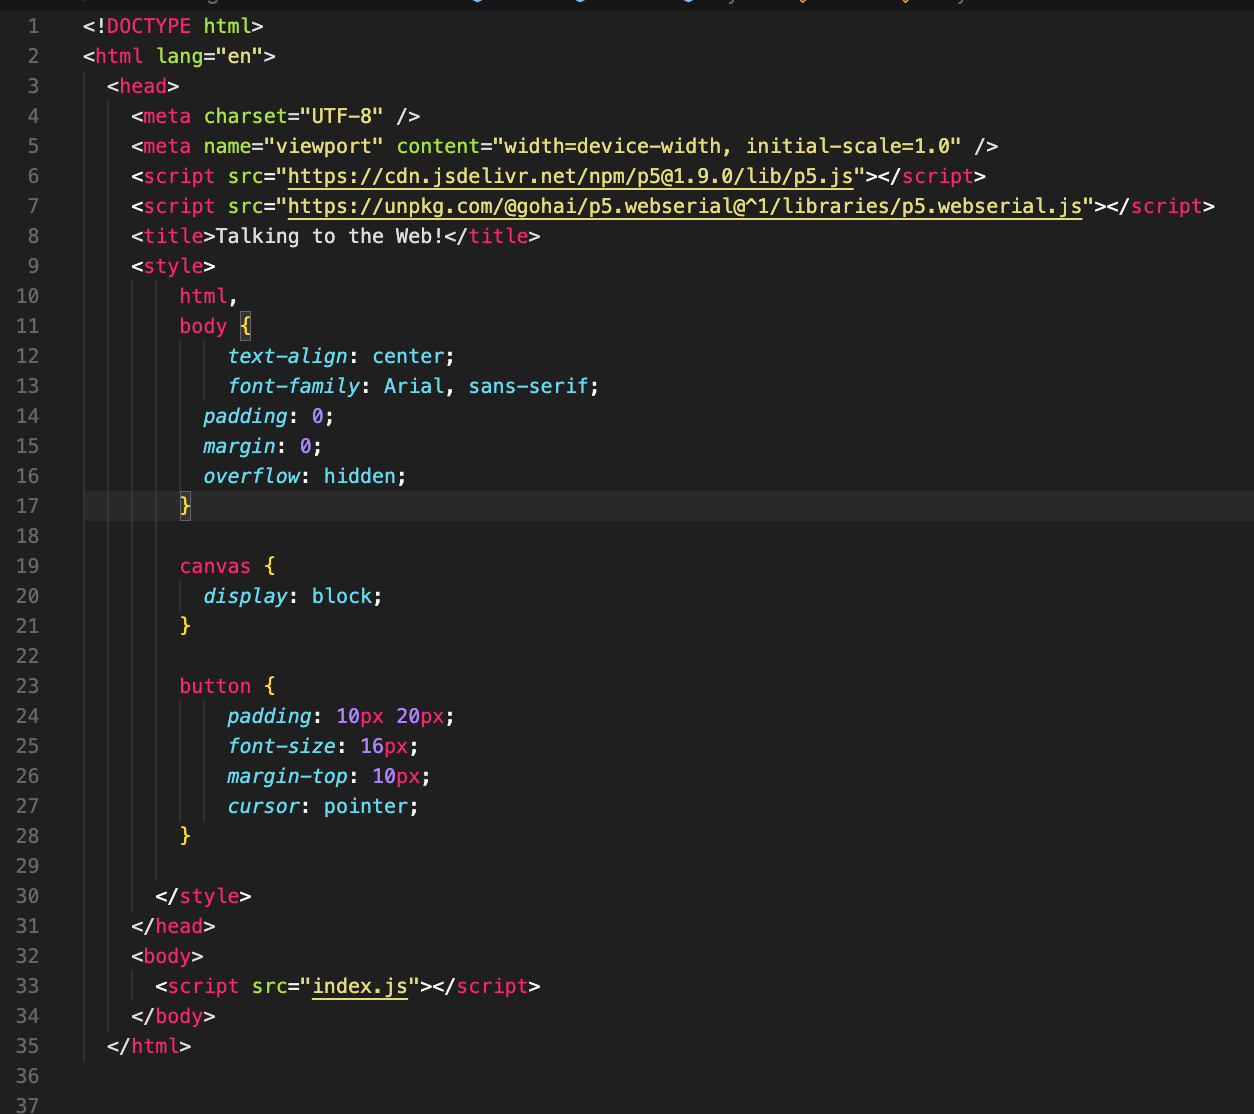 1 <!DOCTYPE html>
2 <html lang="en">
3 <head>
4 <meta charset="UTF-8" />
5 <meta name="viewport" content="width=device-width, initial-scale=1.0" />
6 <script src="https://cdn.jsdelivr.net/npm/p5@1.9.0/lib/p5.js"></script>
7 <script src="https://unpkg.com/@gohai/p5.webserial@^1/libraries/p5.webserial.js"></script>
8 <title>Talking to the Web!</title>
9 <style>
10 html,
11 body {
12 text-align: center;
13 font-family: Arial, sans-serif;
14 padding: 0;
15 margin: 0;
16 overflow: hidden;
17 }
18
19 canvas {
20 display: block;
21 }
22
23 button {
24 padding: 10px 20px;
25 font-size: 16px;
26 margin-top: 10px;
27 cursor: pointer;
28 }
29
30 </style>
31 </head>
32 <body>
33 <script src="index.js"></script>
34 </body>
35 </html>
36
37